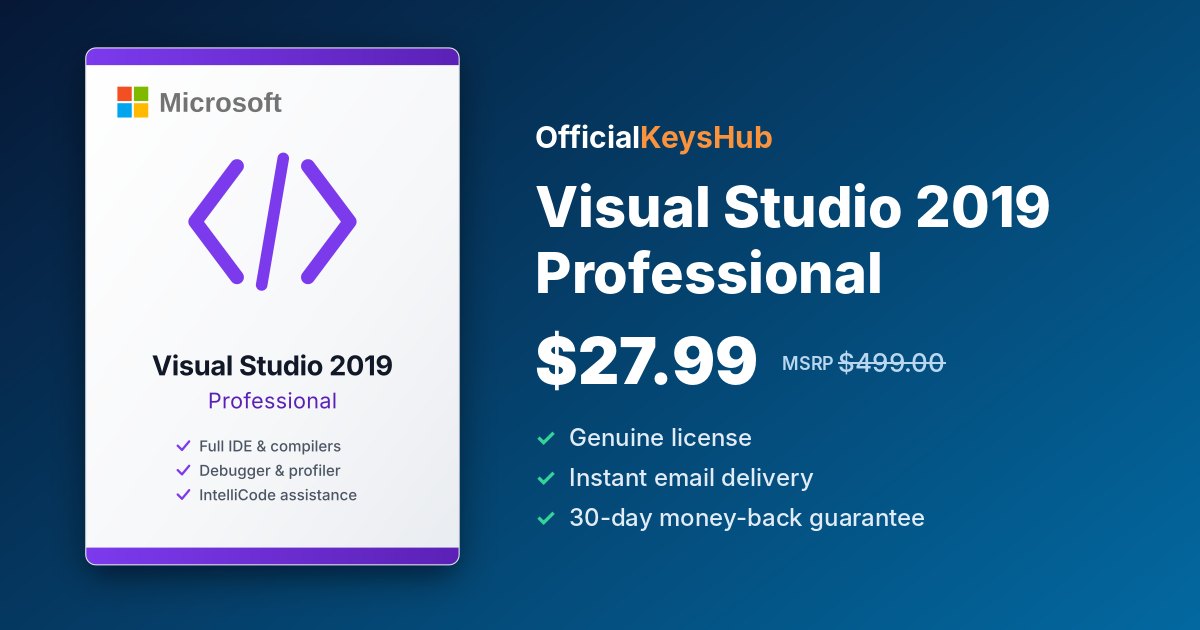 Microsoft
Visual Studio 2019
Professional
Full IDE & compilers
Debugger & profiler
IntelliCode assistance
OfficialKeysHub
Visual Studio 2019
Professional
$27.99 MSRP $499.00
Genuine license
Instant email delivery
30-day money-back guarantee